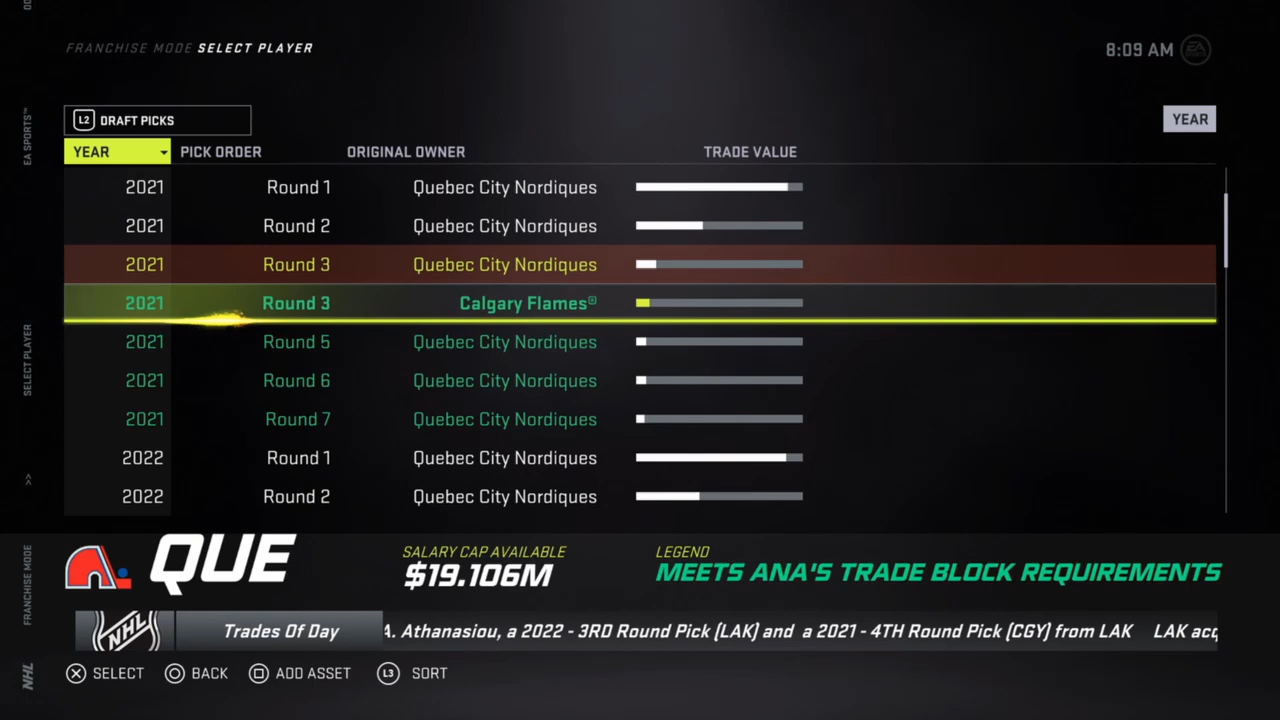 FRANCHISE MODE SELECT PLAYER
8:09 AM
L2 DRAFT PICKS
YEAR
YEAR PICK ORDER ORIGINAL OWNER TRADE VALUE
2021 Round 1 Quebec City Nordiques
2021 Round 2 Quebec City Nordiques
2021 Round 3 Quebec City Nordiques
2021 Round 3 Calgary Flames®
2021 Round 5 Quebec City Nordiques
2021 Round 6 Quebec City Nordiques
2021 Round 7 Quebec City Nordiques
2022 Round 1 Quebec City Nordiques
2022 Round 2 Quebec City Nordiques
EA SPORTS™
SELECT PLAYER
>>
FRANCHISE MODE
NHL
QUE
SALARY CAP AVAILABLE
$19.106M
LEGEND
MEETS ANA'S TRADE BLOCK REQUIREMENTS
NHL Trades Of Day A. Athanasiou, a 2022 - 3RD Round Pick (LAK) and a 2021 - 4TH Round Pick (CGY) from LAK LAK acq
SELECT BACK ADD ASSET L3 SORT